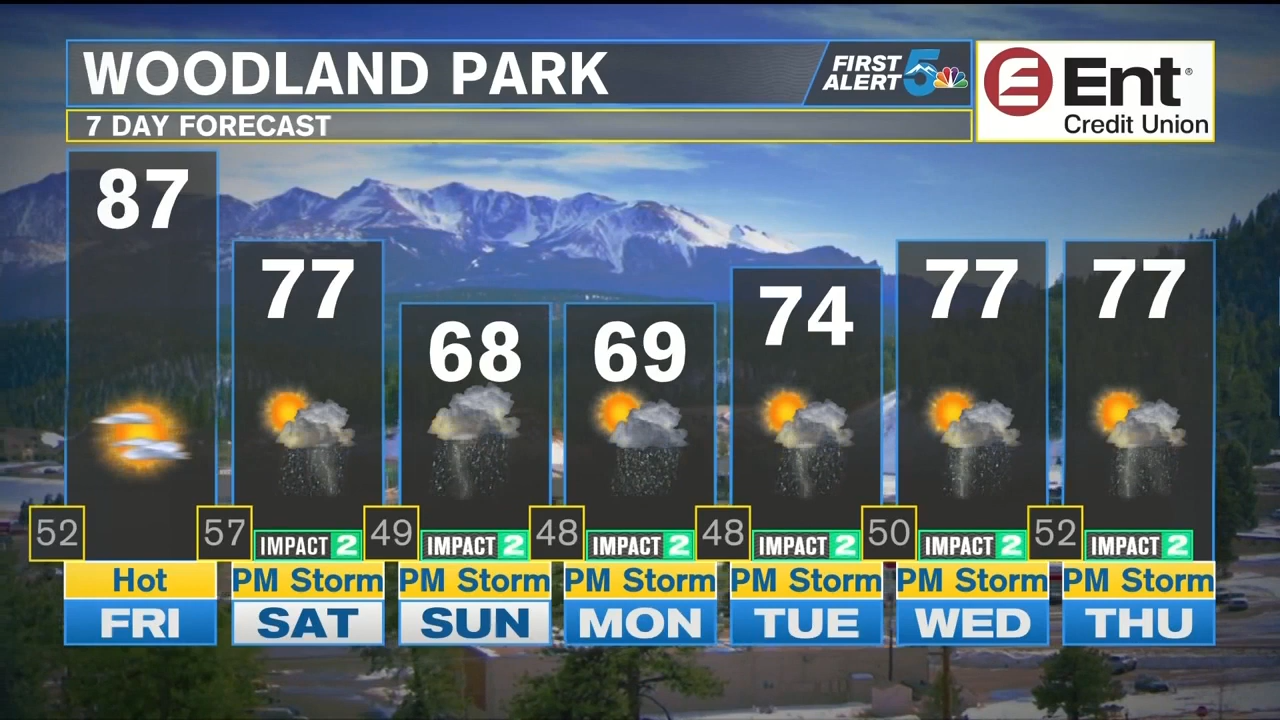 WOODLAND PARK
FIRST
ALERT 5
Ent®
Credit Union
7 DAY FORECAST
87 77 68 69 74 77 77
52 57 49 48 48 50 52
IMPACT 2 IMPACT 2 IMPACT 2 IMPACT 2 IMPACT 2 IMPACT 2
Hot PM Storm PM Storm PM Storm PM Storm PM Storm PM Storm
FRI SAT SUN MON TUE WED THU